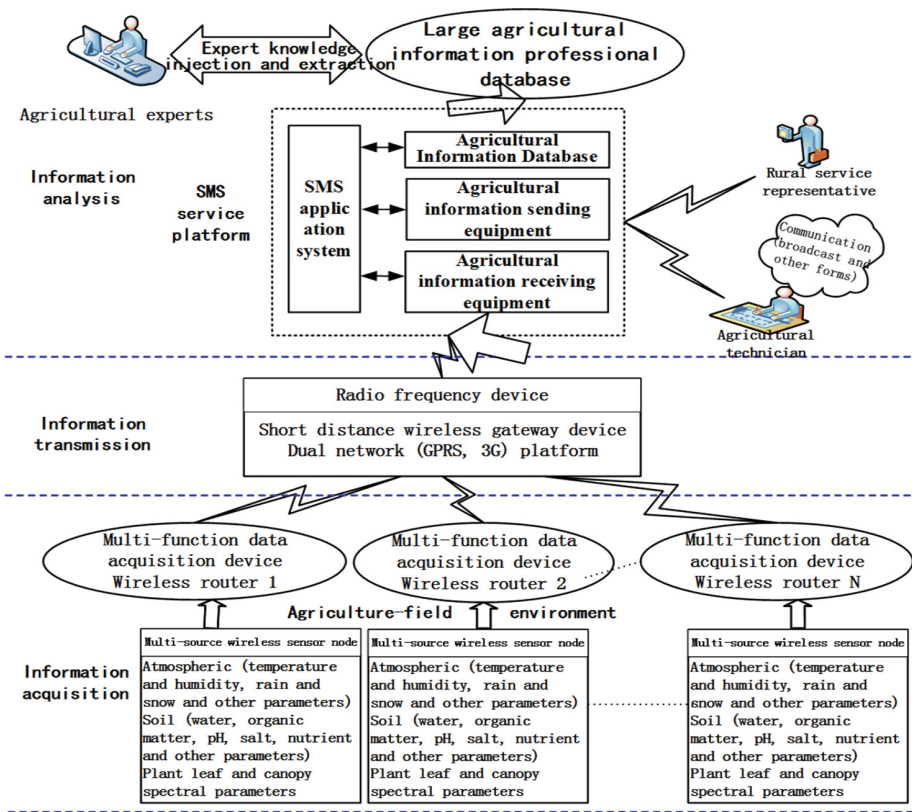 Large agricultural
information professional
database
Expert knowledge
injection and extraction
Agricultural experts
Information
analysis
SMS
service
platform
SMS
applic
ation
system
Agricultural
Information Database
Agricultural
information sending
equipment
Agricultural
information receiving
equipment
Rural service
representative
Communication
(broadcast and
other forms)
Agricultural
technician
Information
transmission
Radio frequency device
Short distance wireless gateway device
Dual network (GPRS, 3G) platform
Multi-function data
acquisition device
Wireless router 1
Multi-function data
acquisition device
Wireless router 2
Multi-function data
acquisition device
Wireless router N
Agriculture-field environment
Information
acquisition
Multi-source wireless sensor node
Atmospheric (temperature
and humidity, rain and
snow and other parameters)
Soil (water, organic
matter, pH, salt, nutrient
and other parameters)
Plant leaf and canopy
spectral parameters
Multi-source wireless sensor node
Atmospheric (temperature
and humidity, rain and
snow and other parameters)
Soil (water, organic
matter, pH, salt, nutrient
and other parameters)
Plant leaf and canopy
spectral parameters
Multi-source wireless sensor node
Atmospheric (temperature
and humidity, rain and
snow and other parameters)
Soil (water, organic
matter, pH, salt, nutrient
and other parameters)
Plant leaf and canopy
spectral parameters